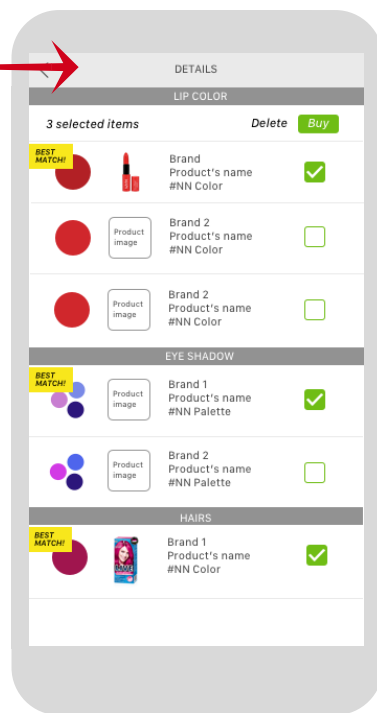 DETAILS
LIP COLOR
3 selected items Delete Buy
BEST
MATCH!
Brand
Product's name
#NN Color
Product
image
Brand 2
Product's name
#NN Color
Product
image
Brand 2
Product's name
#NN Color
EYE SHADOW
BEST
MATCH!
Product
image
Brand 1
Product's name
#NN Palette
Product
image
Brand 2
Product's name
#NN Palette
HAIRS
BEST
MATCH!
Brand 1
Product's name
#NN Color